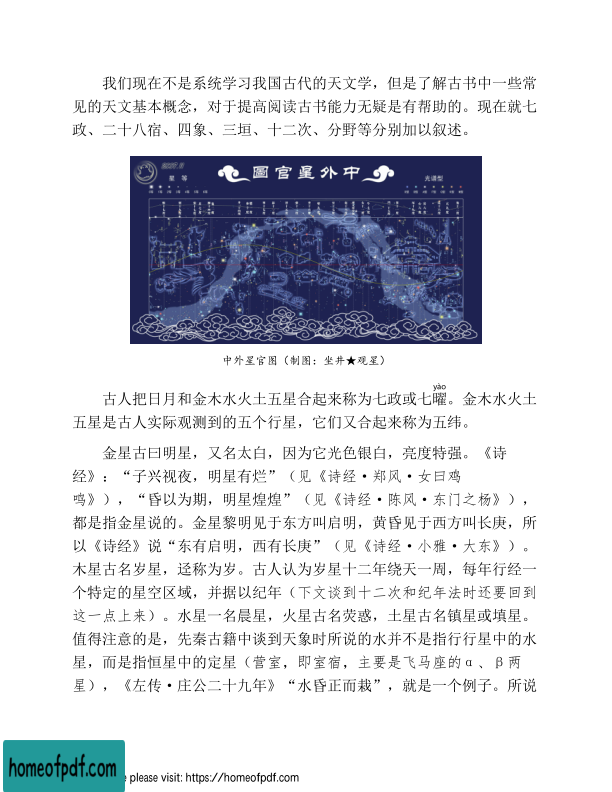 我们现在不是系统学习我国古代的天文学，但是了解古书中一些常
见的天文基本概念，对于提高阅读古书能力无疑是有帮助的。现在就七
政、二十八宿、四象、三垣、十二次、分野等分别加以叙述。
圖官星外中
星 等
光谱型
中外星官图（制图：坐井★观星）
yào
古人把日月和金木水火土五星合起来称为七政或七曜。金木水火土
五星是古人实际观测到的五个行星，它们又合起来称为五纬。
金星古曰明星，又名太白，因为它光色银白，亮度特强。《诗
经》：“子兴视夜，明星有烂”（见《诗经·郑风·女曰鸡
鸣》），“昏以为期，明星煌煌”（见《诗经·陈风·东门之杨》），
都是指金星说的。金星黎明见于东方叫启明，黄昏见于西方叫长庚，所
以《诗经》说“东有启明，西有长庚”（见《诗经·小雅·大东》）。
木星古名岁星，迳称为岁。古人认为岁星十二年绕天一周，每年行经一
个特定的星空区域，并据以纪年（下文谈到十二次和纪年法时还要回到
这一点上来）。水星一名晨星，火星古名荧惑，土星古名镇星或填星。
值得注意的是，先秦古籍中谈到天象时所说的水并不是指行行星中的水
星，而是指恒星中的定星（营室，即室宿，主要是飞马座的α、β两
星），《左传·庄公二十九年》“水昏正而栽”，就是一个例子。所说
homeofpdf.com
e please visit: https://homeofpdf.com